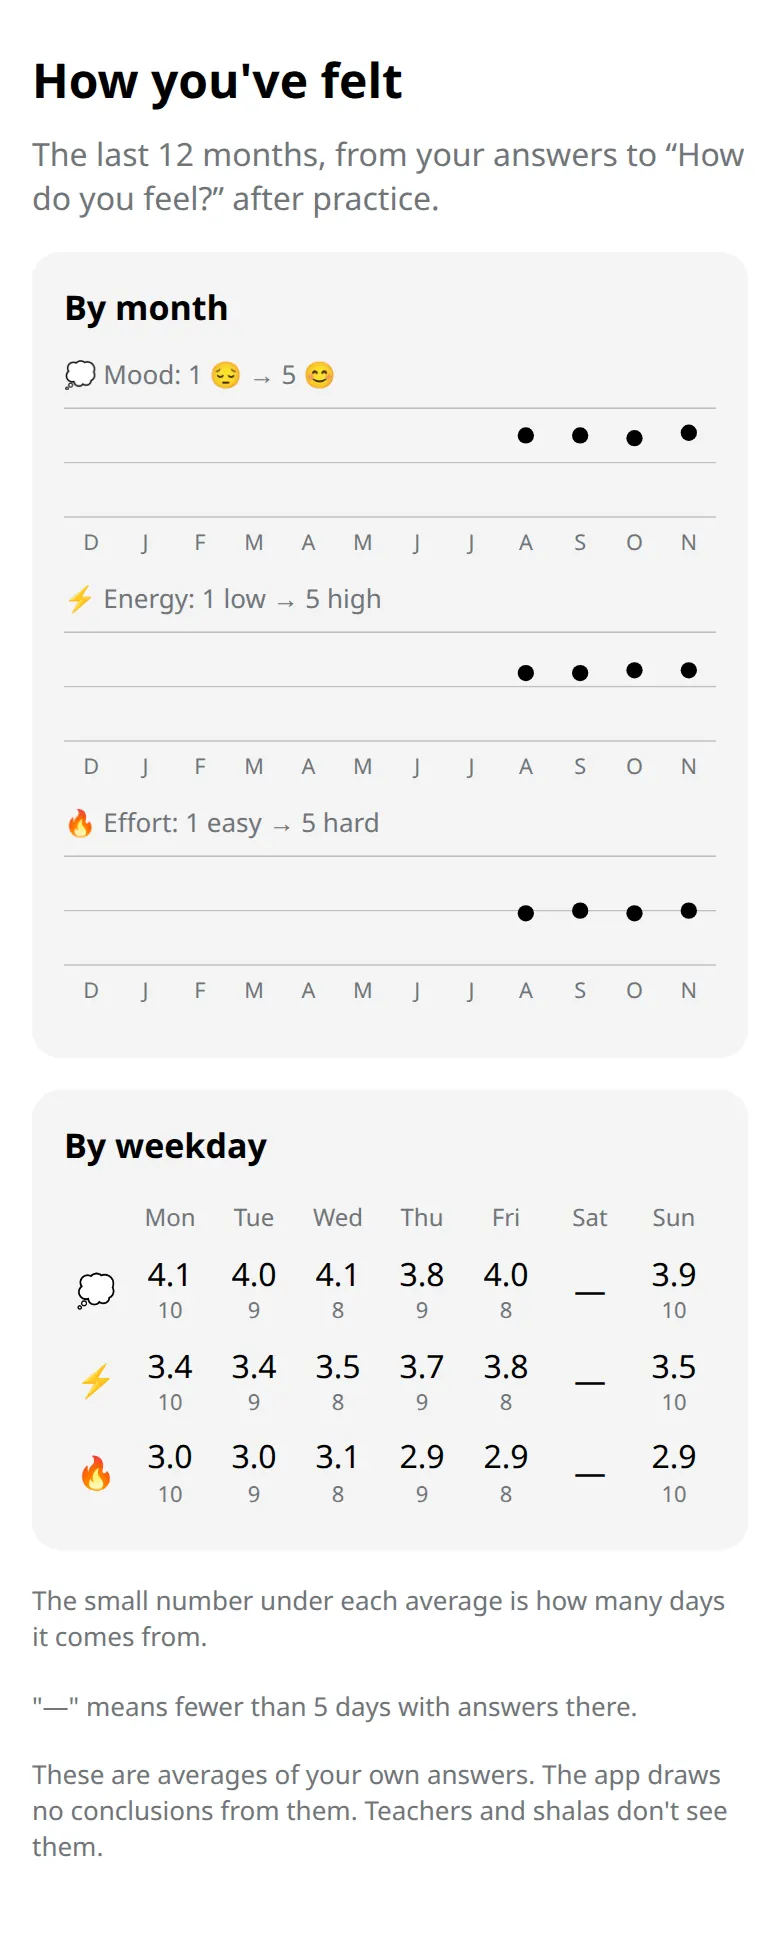 How you've felt
The last 12 months, from your answers to “How
do you feel?” after practice.
By month
💭 Mood: 1 😔 → 5 😊
D J F M A M J J A S O N
⚡ Energy: 1 low → 5 high
D J F M A M J J A S O N
🔥 Effort: 1 easy → 5 hard
D J F M A M J J A S O N
By weekday
Mon Tue Wed Thu Fri Sat Sun
💭 4.1 4.0 4.1 3.8 4.0 — 3.9
10 9 8 9 8 10
⚡ 3.4 3.4 3.5 3.7 3.8 — 3.5
10 9 8 9 8 10
🔥 3.0 3.0 3.1 2.9 2.9 — 2.9
10 9 8 9 8 10
The small number under each average is how many days
it comes from.
"—" means fewer than 5 days with answers there.
These are averages of your own answers. The app draws
no conclusions from them. Teachers and shalas don't see
them.